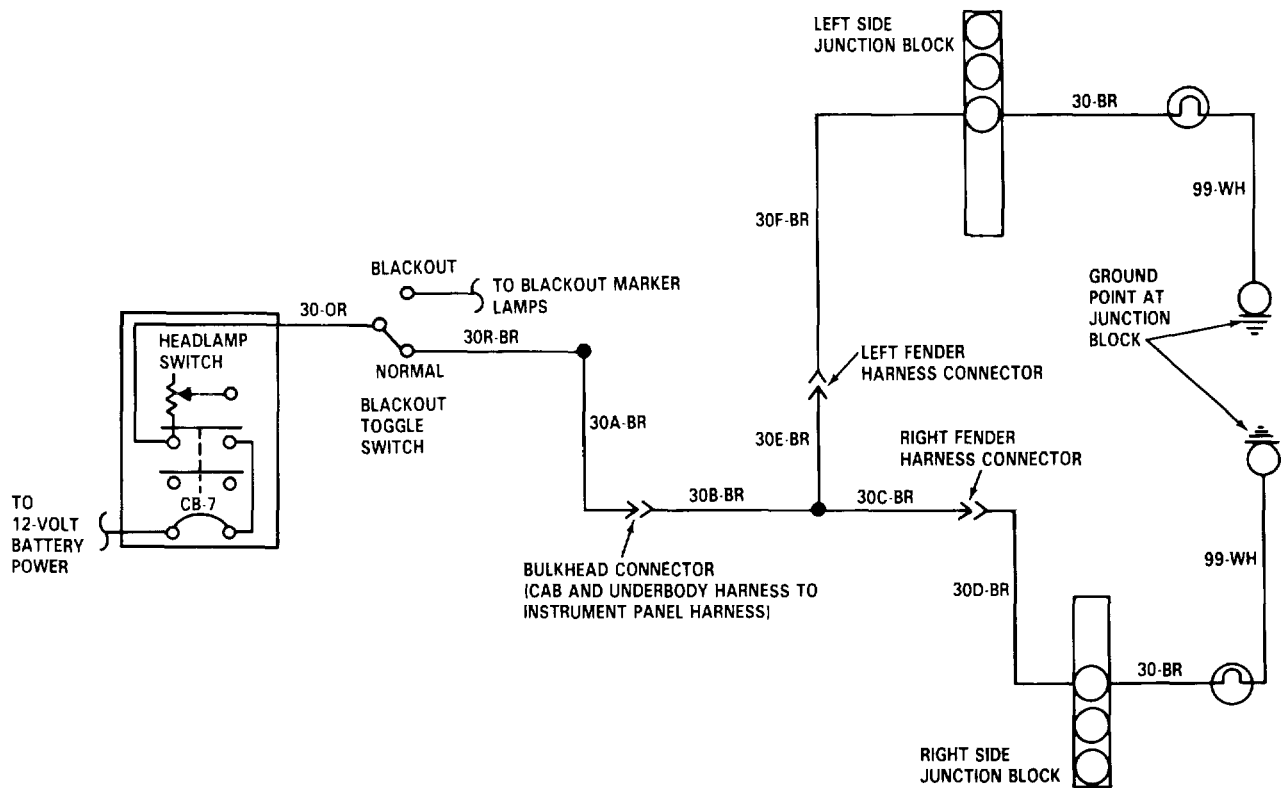 LEFT SIDE
JUNCTION BLOCK
30-BR
99-WH
30F-BR
BLACKOUT
TO BLACKOUT MARKER
LAMPS
GROUND
POINT AT
JUNCTION
BLOCK
30-OR
30R-BR
HEADLAMP
SWITCH
NORMAL
BLACKOUT
TOGGLE
SWITCH
LEFT FENDER
HARNESS CONNECTOR
30A-BR
30E-BR
RIGHT FENDER
HARNESS CONNECTOR
CB-7
TO
12-VOLT
BATTERY
POWER
30B-BR
30C-BR
BULKHEAD CONNECTOR
(CAB AND UNDERBODY HARNESS TO
INSTRUMENT PANEL HARNESS)
30D-BR
99-WH
30-BR
RIGHT SIDE
JUNCTION BLOCK